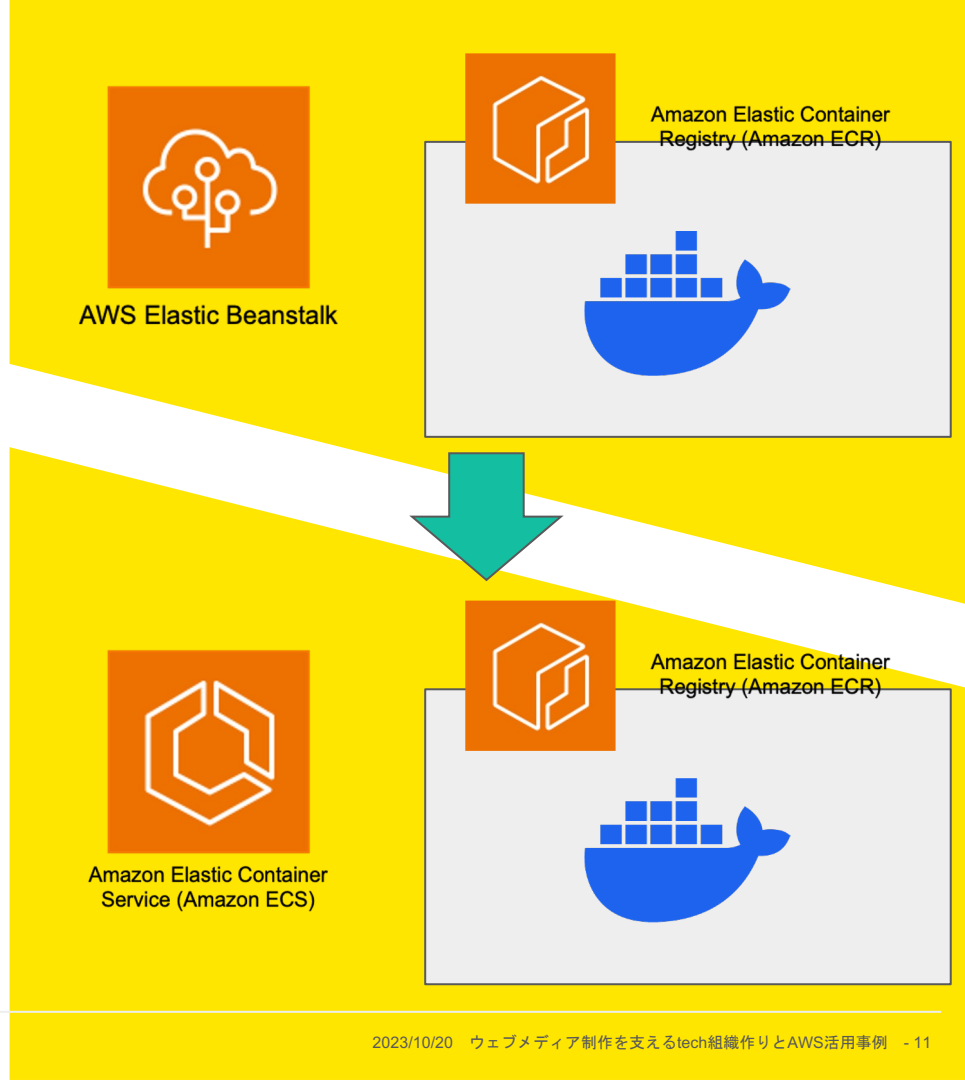 Amazon Elastic Container
Registry (Amazon ECR)
AWS Elastic Beanstalk
Amazon Elastic Container
Registry (Amazon ECR)
Amazon Elastic Container
Service (Amazon ECS)
2023/10/20　ウェブメディア制作を支えるtech組織作りとAWS活用事例　- 11